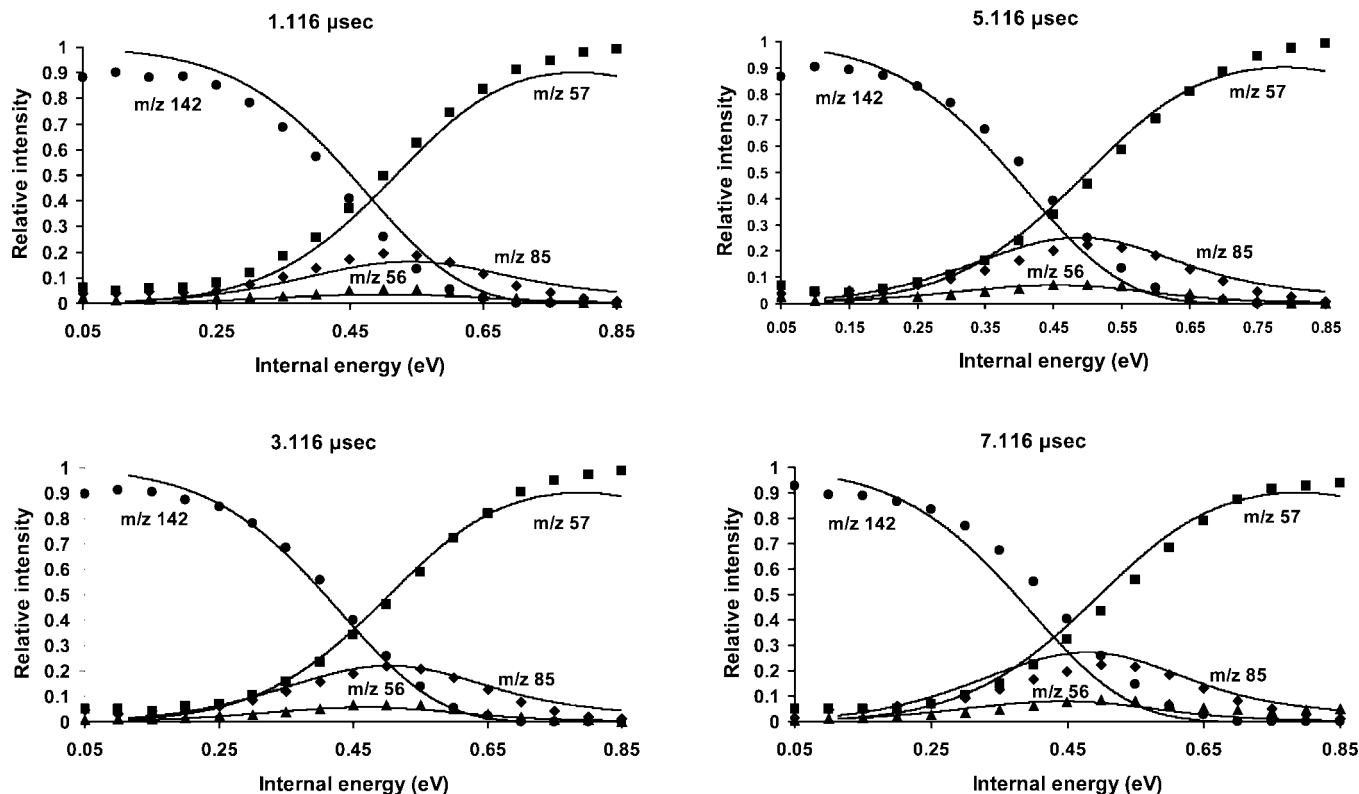 1.116 μsec
Relative intensity
1
0.9
0.8
0.7
0.6
0.5
0.4
0.3
0.2
0.1
0
m/z 142
m/z 57
m/z 85
m/z 56
0.05 0.25 0.45 0.65 0.85
Internal energy (eV)
5.116 μsec
Relative intensity
1
0.9
0.8
0.7
0.6
0.5
0.4
0.3
0.2
0.1
0
m/z 142
m/z 57
m/z 85
m/z 56
0.05 0.15 0.25 0.35 0.45 0.55 0.65 0.75 0.85
Internal energy (eV)
3.116 μsec
Relative intensity
1
0.9
0.8
0.7
0.6
0.5
0.4
0.3
0.2
0.1
0
m/z 142
m/z 57
m/z 85
m/z 56
0.05 0.25 0.45 0.65 0.85
Internal energy (eV)
7.116 μsec
Relative intensity
1
0.9
0.8
0.7
0.6
0.5
0.4
0.3
0.2
0.1
0
m/z 142
m/z 57
m/z 85
m/z 56
0.05 0.25 0.45 0.65 0.85
Internal energy (eV)